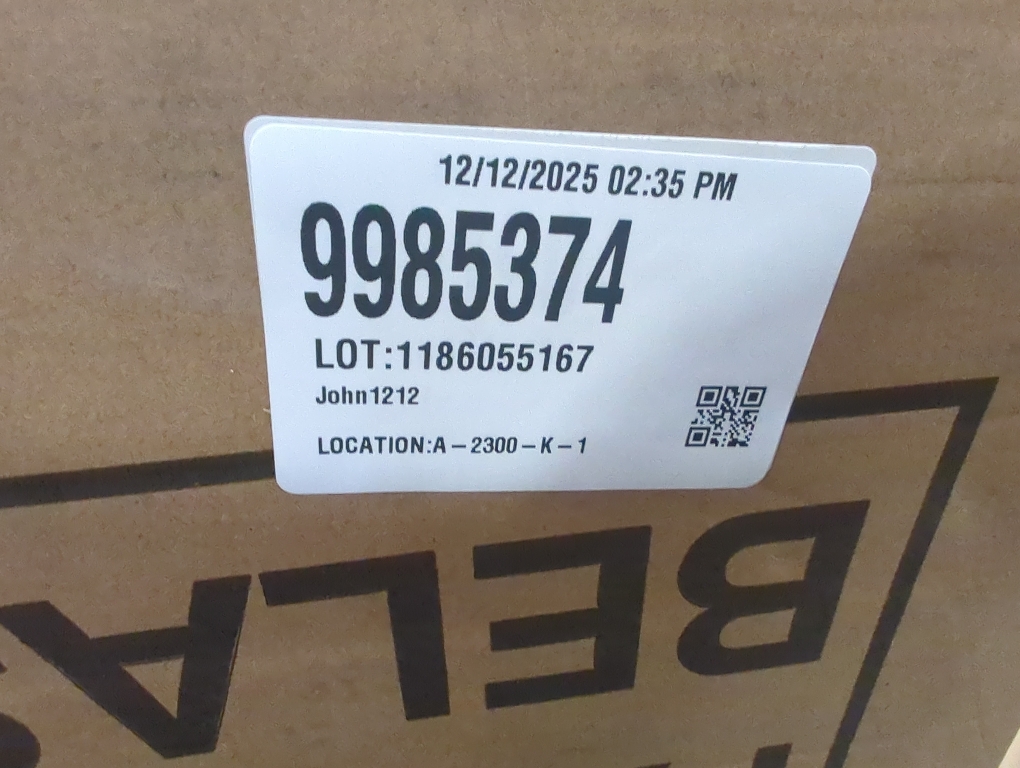 12/12/2025 02:35 PM
9985374
LOT:1186055167
John1212
LOCATION:A-2300-K-1
BELA